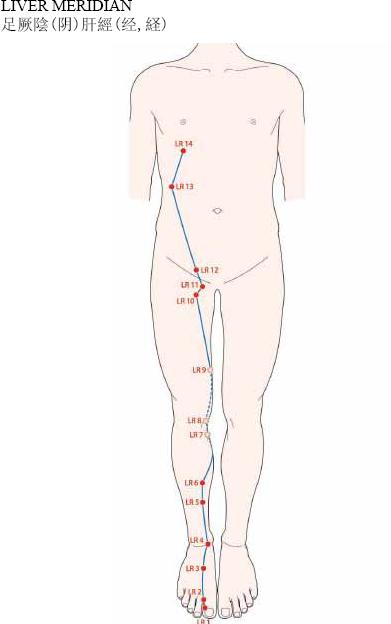 LIVER MERIDIAN
足厥陰(阴)肝經(经,経)
LR 14
LR 13
LR 12
LR 11
LR 10
LR 9
LR 8
LR 7
LR 6
LR 5
LR 4
LR 3
LR 2
LR 1